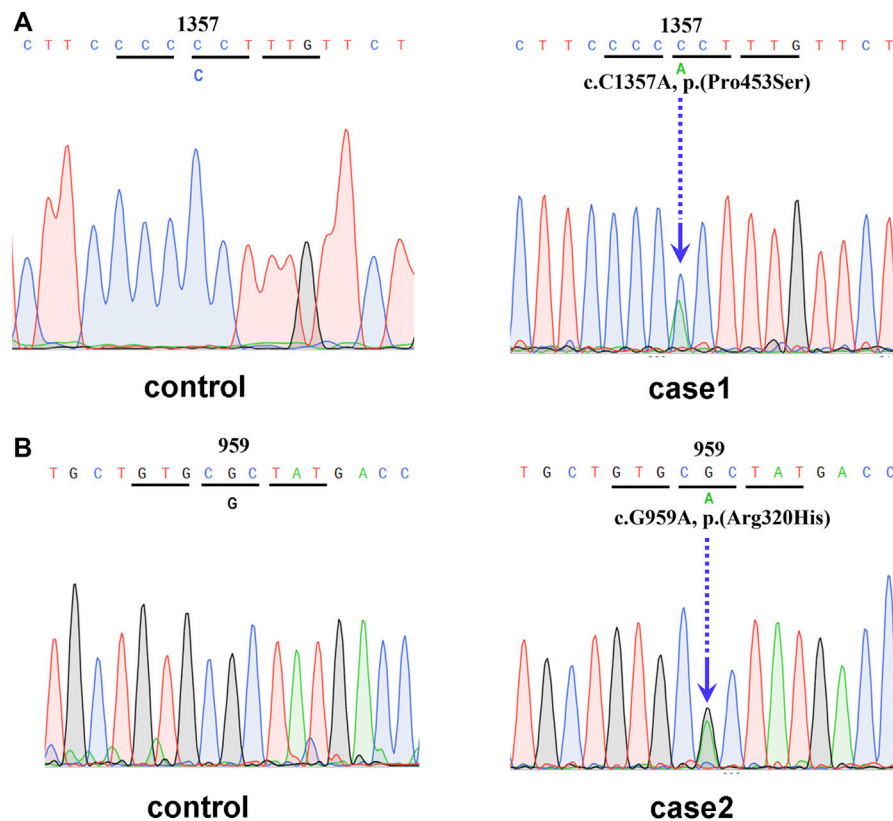 A
1357
C T T C C C C C C T T T G T T C T
C
control
1357
C T T C C C C C C T T T G T T C T
A
c.C1357A, p.(Pro453Ser)
case1
B
959
T G C T G T G C G C T A T G A C C
G
control
959
T G C T G T G C G C T A T G A C C
A
c.G959A, p.(Arg320His)
case2